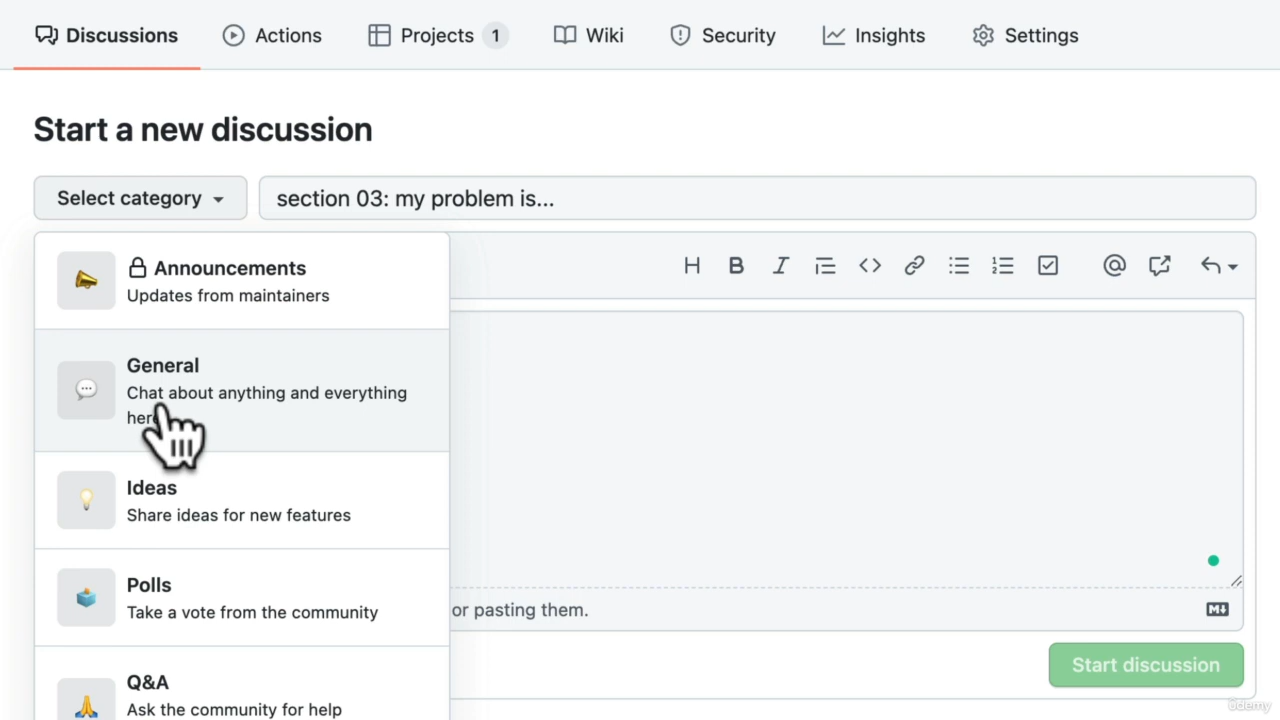 Discussions Actions Projects 1 Wiki Security Insights Settings
Start a new discussion
Select category section 03: my problem is...
Announcements
Updates from maintainers
General
Chat about anything and everything
here
Ideas
Share ideas for new features
Polls
Take a vote from the community
or pasting them.
Start discussion
Q&A
Ask the community for help
ûdemy